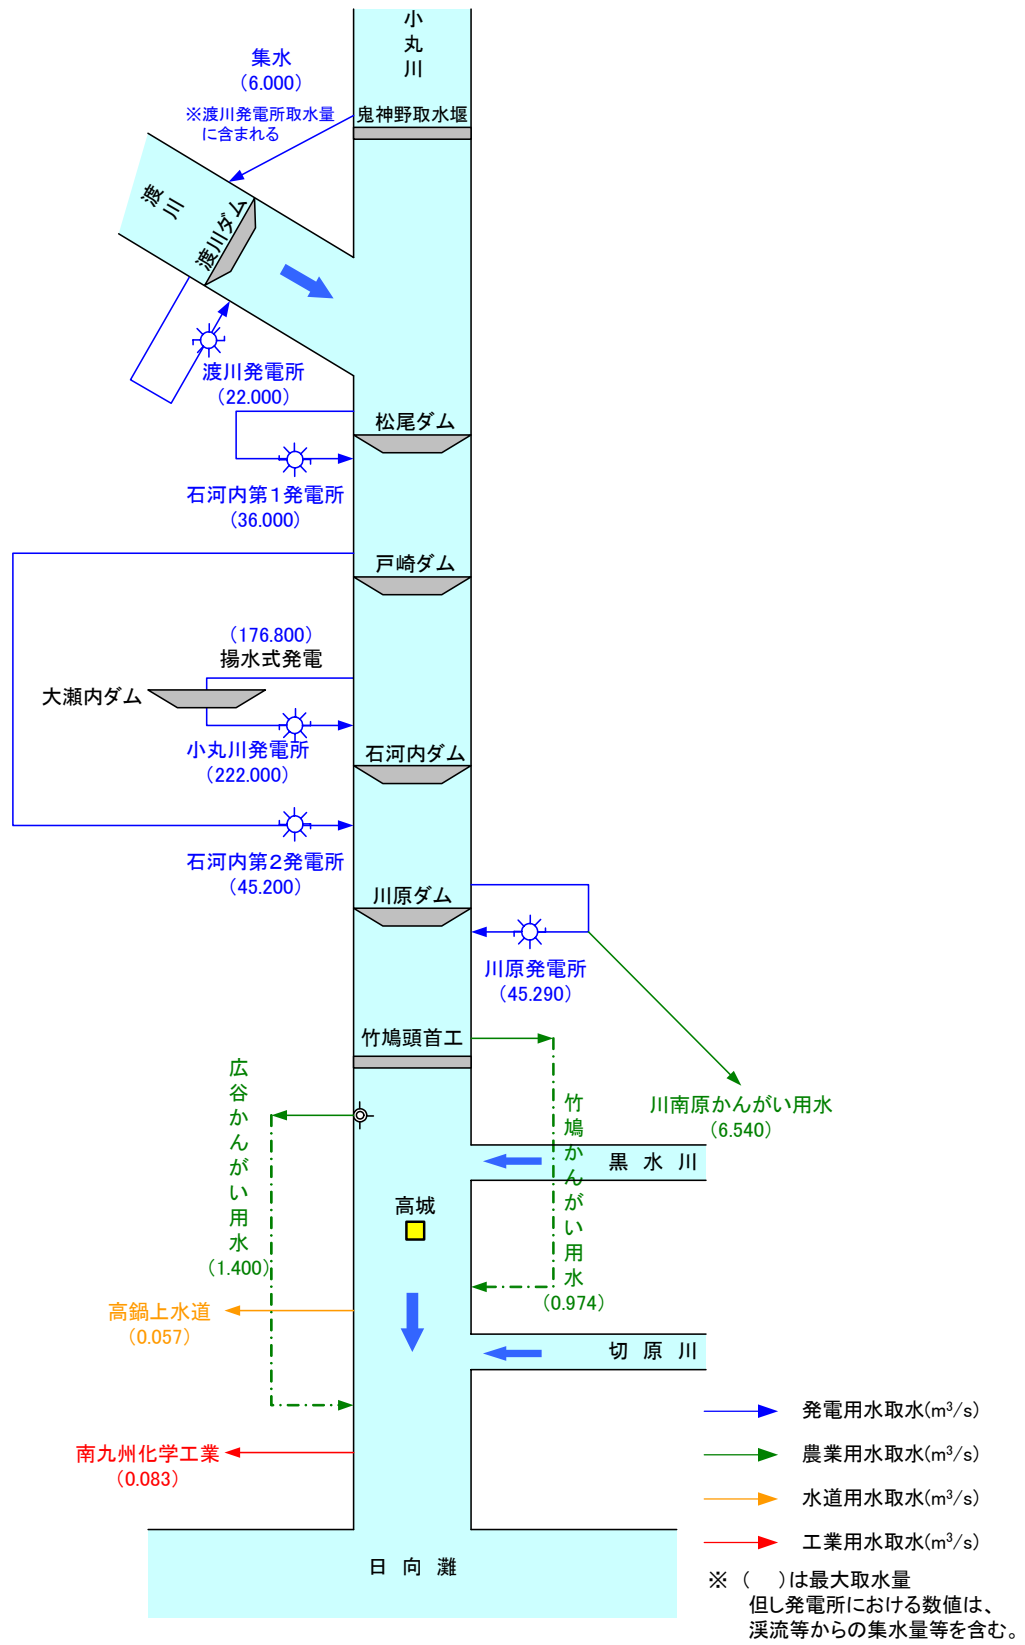 小丸川
集水
(6.000)
※渡川発電所取水量
に含まれる
鬼神野取水堰
渡川
渡川ダム
渡川発電所
(22.000)
松尾ダム
石河内第1発電所
(36.000)
戸崎ダム
(176.800)
揚水式発電
大瀬内ダム
小丸川発電所
(222.000)
石河内ダム
石河内第2発電所
(45.200)
川原ダム
川原発電所
(45.290)
竹鳩頭首工
広谷かんがい用水
(1.400)
竹鳩かんがい用水
(0.974)
川南原かんがい用水
(6.540)
黒水川
高城
高鍋上水道
(0.057)
切原川
南九州化学工業
(0.083)
日向灘
発電用水取水(m³/s)
農業用水取水(m³/s)
水道用水取水(m³/s)
工業用水取水(m³/s)
※ (　)は最大取水量
但し発電所における数値は、
渓流等からの集水量等を含む。